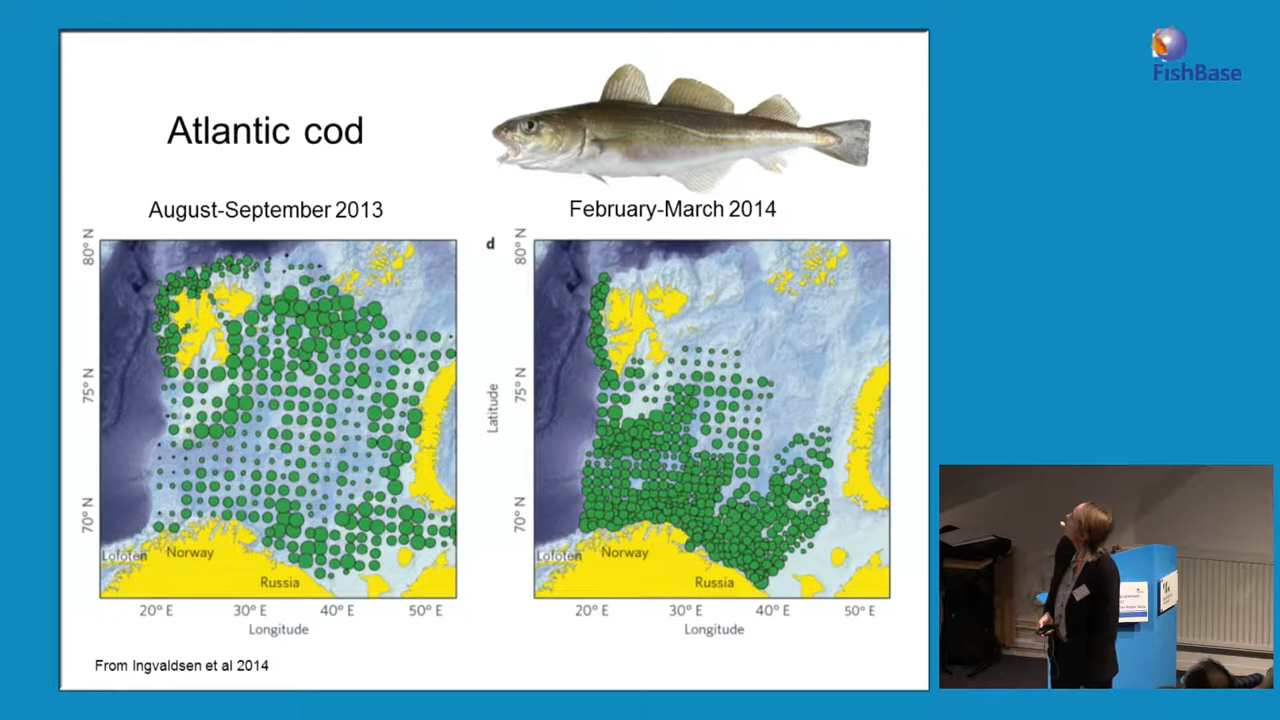 FishBase
Atlantic cod
August-September 2013
February-March 2014
d
80° N
75° N
70° N
Lofoten
Norway
Russia
20° E
30° E
40° E
50° E
Longitude
Latitude
80° N
75° N
70° N
Lofoten
Norway
Russia
20° E
30° E
40° E
50° E
Longitude
From Ingvaldsen et al 2014